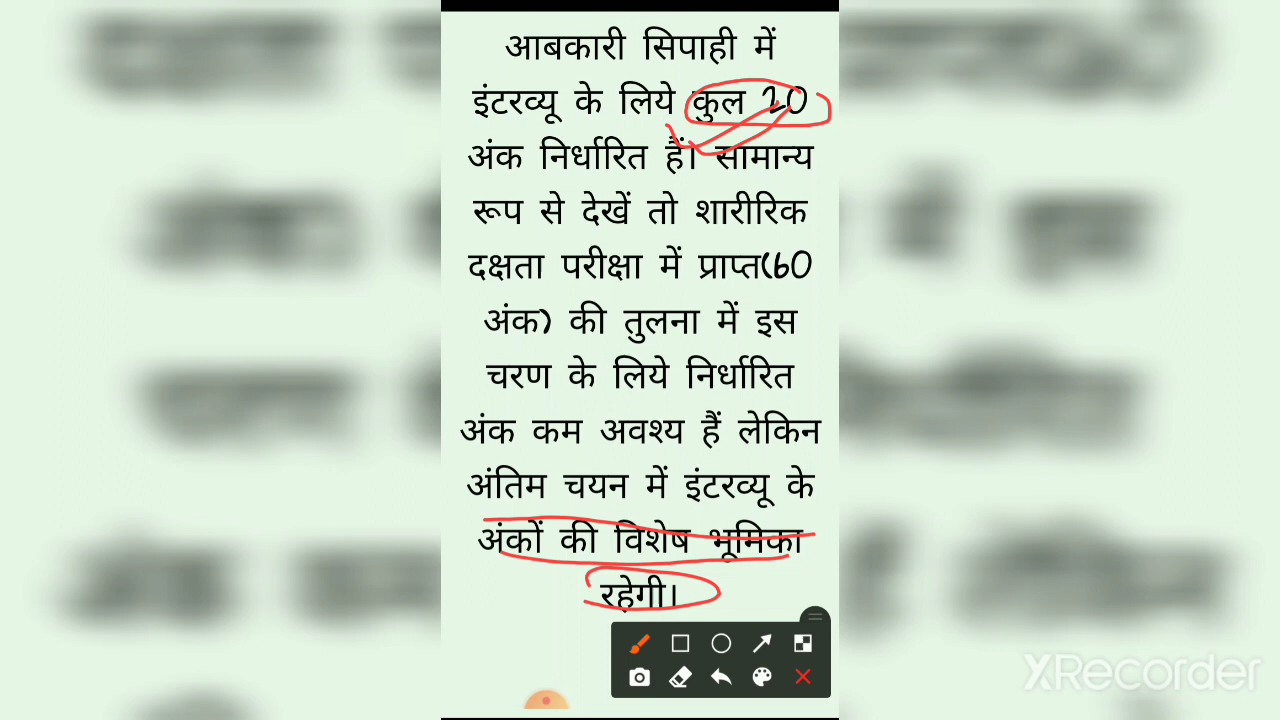 आबकारी सिपाही में
इंटरव्यू के लिये कुल 20
अंक निर्धारित हैं। सामान्य
रूप से देखें तो शारीरिक
दक्षता परीक्षा में प्राप्त(60
अंक) की तुलना में इस
चरण के लिये निर्धारित
अंक कम अवश्य हैं लेकिन
अंतिम चयन में इंटरव्यू के
अंकों की विशेष भूमिका
रहेगी।
XRecorder